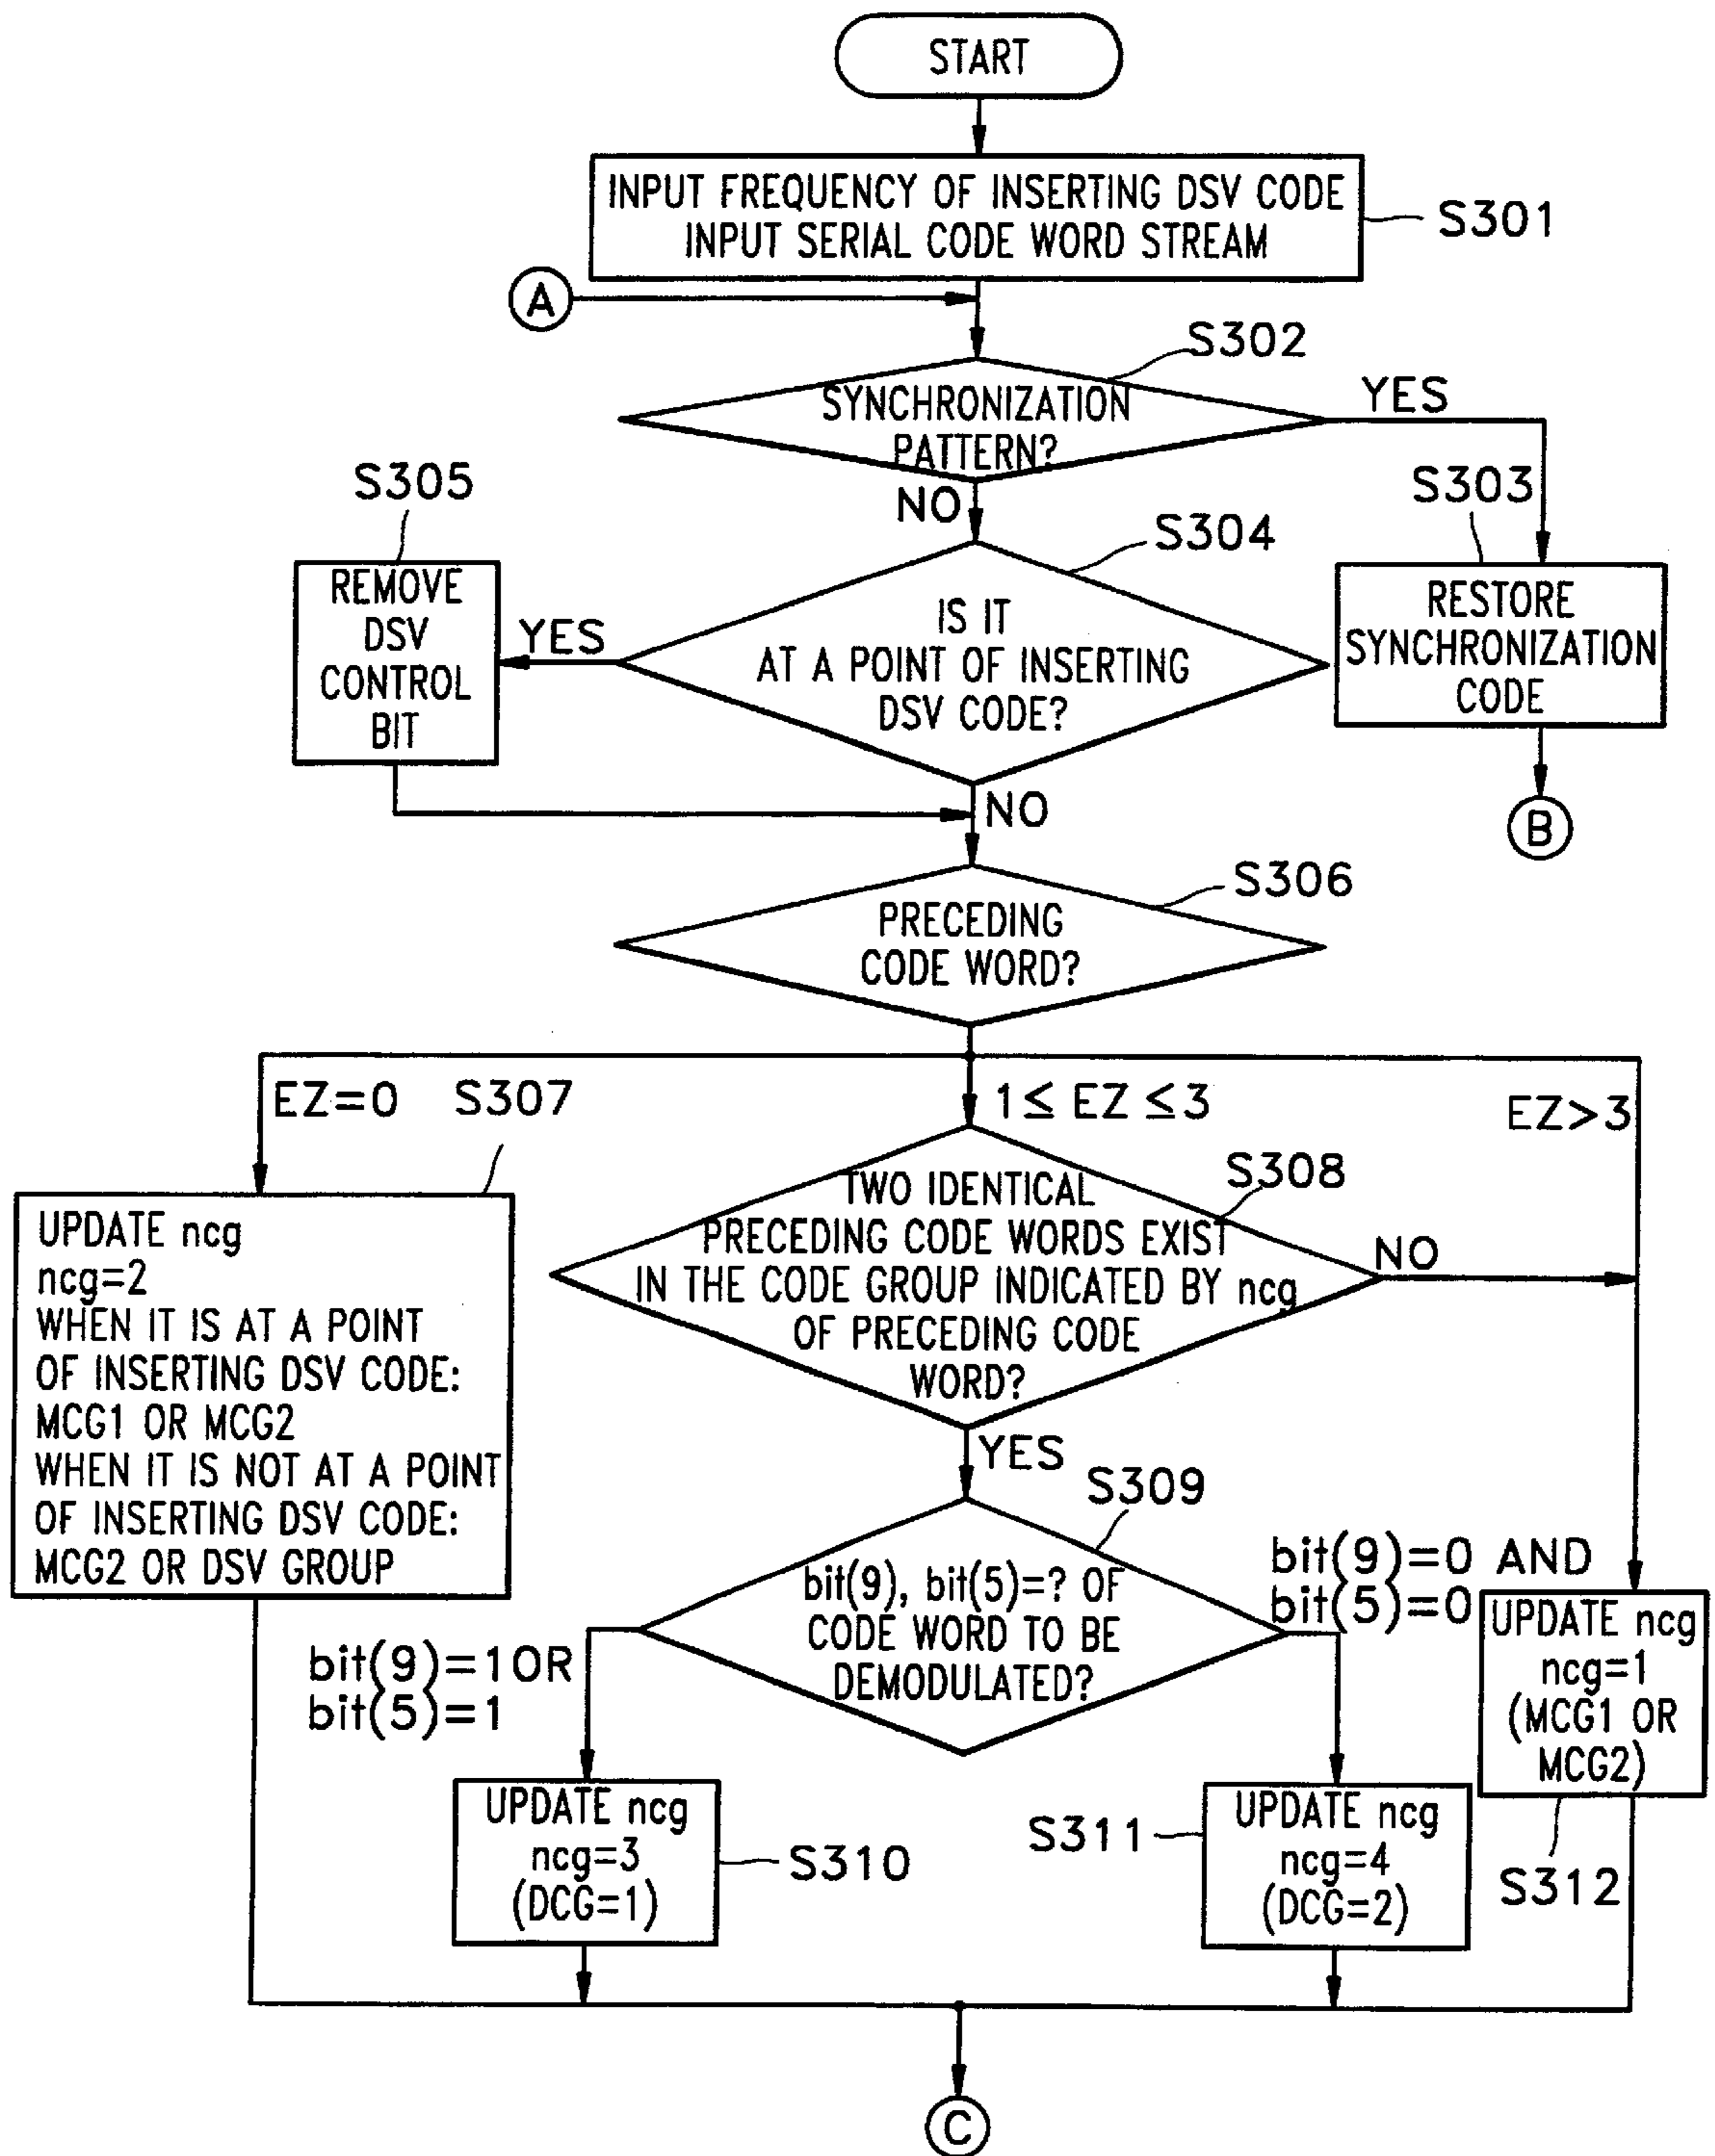 START
INPUT FREQUENCY OF INSERTING DSV CODE
INPUT SERIAL CODE WORD STREAM
S301
A
S302
SYNCHRONIZATION
PATTERN?
YES
NO
S305
REMOVE
DSV
CONTROL
BIT
YES
S304
IS IT
AT A POINT OF INSERTING
DSV CODE?
NO
S303
RESTORE
SYNCHRONIZATION
CODE
B
S306
PRECEDING
CODE WORD?
EZ=0
S307
1≤ EZ ≤3
EZ>3
UPDATE ncg
ncg=2
WHEN IT IS AT A POINT
OF INSERTING DSV CODE:
MCG1 OR MCG2
WHEN IT IS NOT AT A POINT
OF INSERTING DSV CODE:
MCG2 OR DSV GROUP
S308
TWO IDENTICAL
PRECEDING CODE WORDS EXIST
IN THE CODE GROUP INDICATED BY ncg
OF PRECEDING CODE
WORD?
NO
YES
S309
bit(9), bit(5)=? OF
CODE WORD TO BE
DEMODULATED?
bit(9)=1OR
bit(5)=1
bit(9)=0 AND
bit(5)=0
UPDATE ncg
ncg=3
(DCG=1)
S310
S311
UPDATE ncg
ncg=4
(DCG=2)
UPDATE ncg
ncg=1
(MCG1 OR
MCG2)
S312
C